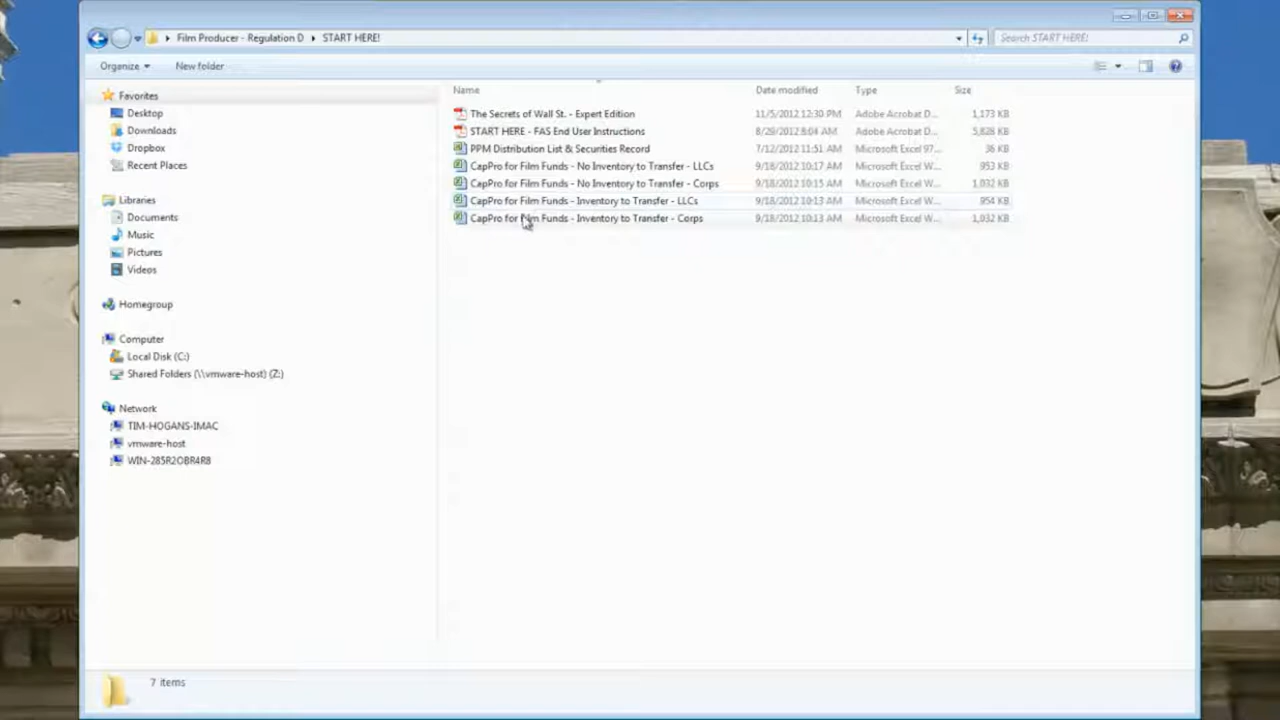 Film Producer - Regulation D ▸ START HERE!
Search START HERE!
Organize
New folder
Name Date modified Type Size
The Secrets of Wall St. - Expert Edition 11/5/2012 12:30 PM Adobe Acrobat D... 1,173 KB
START HERE - FAS End User Instructions 8/29/2012 8:04 AM Adobe Acrobat D... 5,828 KB
PPM Distribution List & Securities Record 7/12/2012 11:51 AM Microsoft Excel 97... 36 KB
CapPro for Film Funds - No Inventory to Transfer - LLCs 9/18/2012 10:17 AM Microsoft Excel W... 953 KB
CapPro for Film Funds - No Inventory to Transfer - Corps 9/18/2012 10:15 AM Microsoft Excel W... 1,032 KB
CapPro for Film Funds - Inventory to Transfer - LLCs 9/18/2012 10:13 AM Microsoft Excel W... 954 KB
CapPro for Film Funds - Inventory to Transfer - Corps 9/18/2012 10:13 AM Microsoft Excel W... 1,032 KB
Favorites
Desktop
Downloads
Dropbox
Recent Places
Libraries
Documents
Music
Pictures
Videos
Homegroup
Computer
Local Disk (C:)
Shared Folders (\\vmware-host) (Z:)
Network
TIM-HOGANS-IMAC
vmware-host
WIN-285R2OBR4R8
7 items